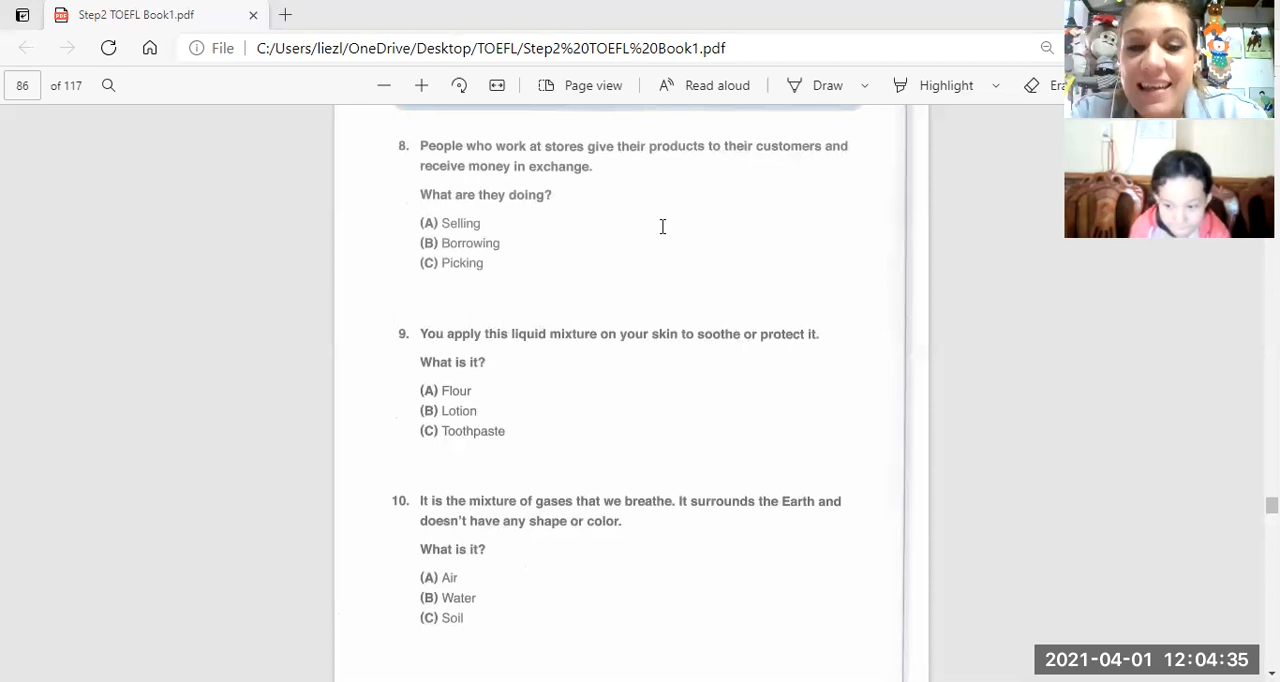 Step2 TOEFL Book1.pdf
File C:/Users/liezl/OneDrive/Desktop/TOEFL/Step2%20TOEFL%20Book1.pdf
86 of 117 Page view Read aloud Draw Highlight
8. People who work at stores give their products to their customers and
receive money in exchange.
What are they doing?
(A) Selling
(B) Borrowing
(C) Picking
9. You apply this liquid mixture on your skin to soothe or protect it.
What is it?
(A) Flour
(B) Lotion
(C) Toothpaste
10. It is the mixture of gases that we breathe. It surrounds the Earth and
doesn't have any shape or color.
What is it?
(A) Air
(B) Water
(C) Soil
2021-04-01 12:04:35